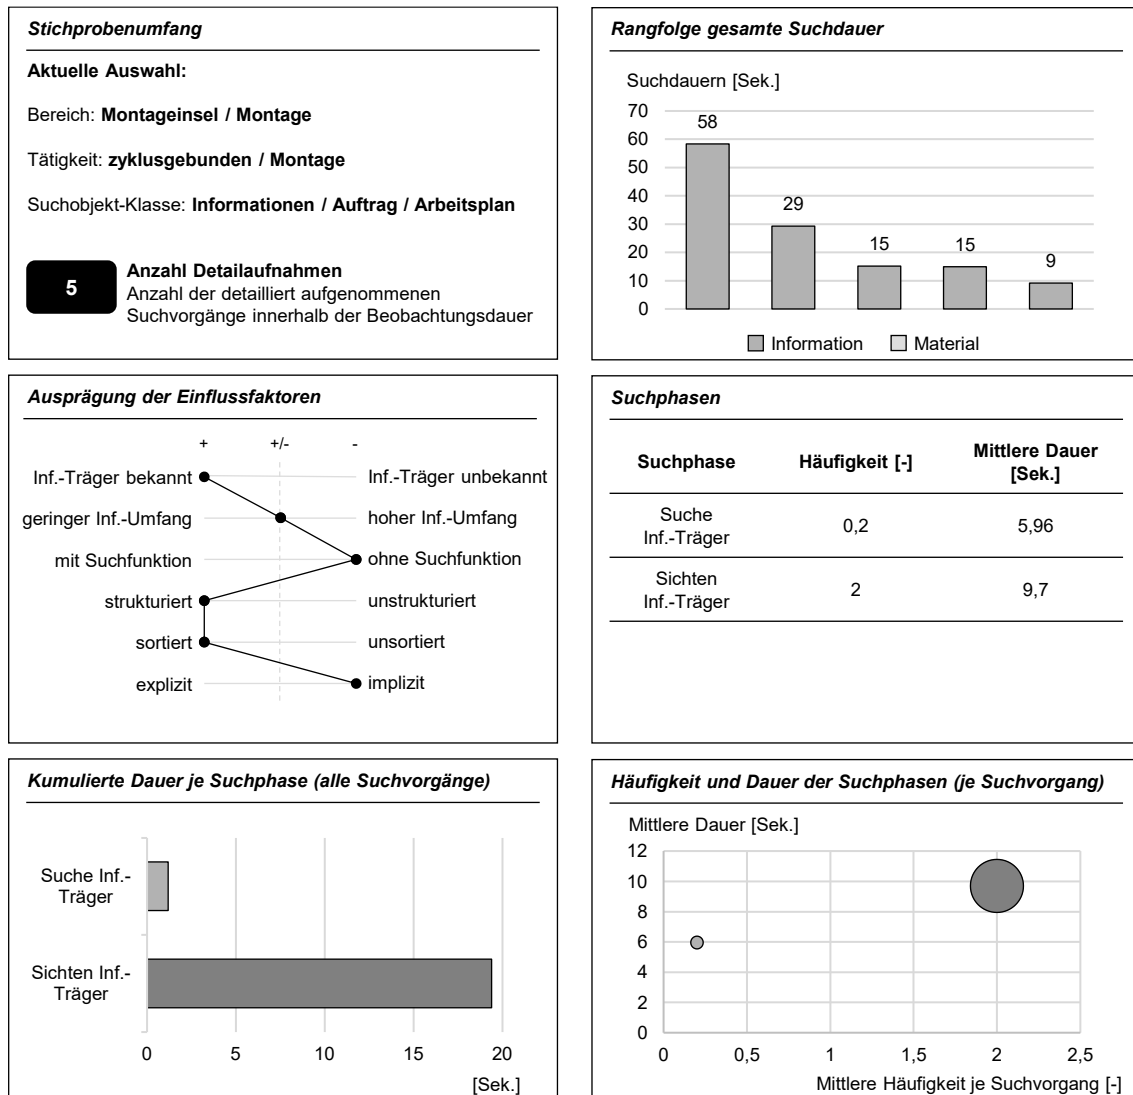 Stichprobenumfang
Aktuelle Auswahl:
Bereich: Montageinsel / Montage
Tätigkeit: zyklusgebunden / Montage
Suchobjekt-Klasse: Informationen / Auftrag / Arbeitsplan
5
Anzahl Detailaufnahmen
Anzahl der detailliert aufgenommenen
Suchvorgänge innerhalb der Beobachtungsdauer
Rangfolge gesamte Suchdauer
Suchdauern [Sek.]
70
60
50
40
30
20
10
0
58
29
15
15
9
Information
Material
Ausprägung der Einflussfaktoren
+ +/- -
Inf.-Träger bekannt Inf.-Träger unbekannt
geringer Inf.-Umfang hoher Inf.-Umfang
mit Suchfunktion ohne Suchfunktion
strukturiert unstrukturiert
sortiert unsortiert
explizit implizit
Suchphasen
Suchphase Häufigkeit [-] Mittlere Dauer
[Sek.]
Suche
Inf.-Träger 0,2 5,96
Sichten
Inf.-Träger 2 9,7
Kumulierte Dauer je Suchphase (alle Suchvorgänge)
Suche Inf.-
Träger
Sichten Inf.-
Träger
0 5 10 15 20
[Sek.]
Häufigkeit und Dauer der Suchphasen (je Suchvorgang)
Mittlere Dauer [Sek.]
12
10
8
6
4
2
0
0 0,5 1 1,5 2 2,5
Mittlere Häufigkeit je Suchvorgang [-]